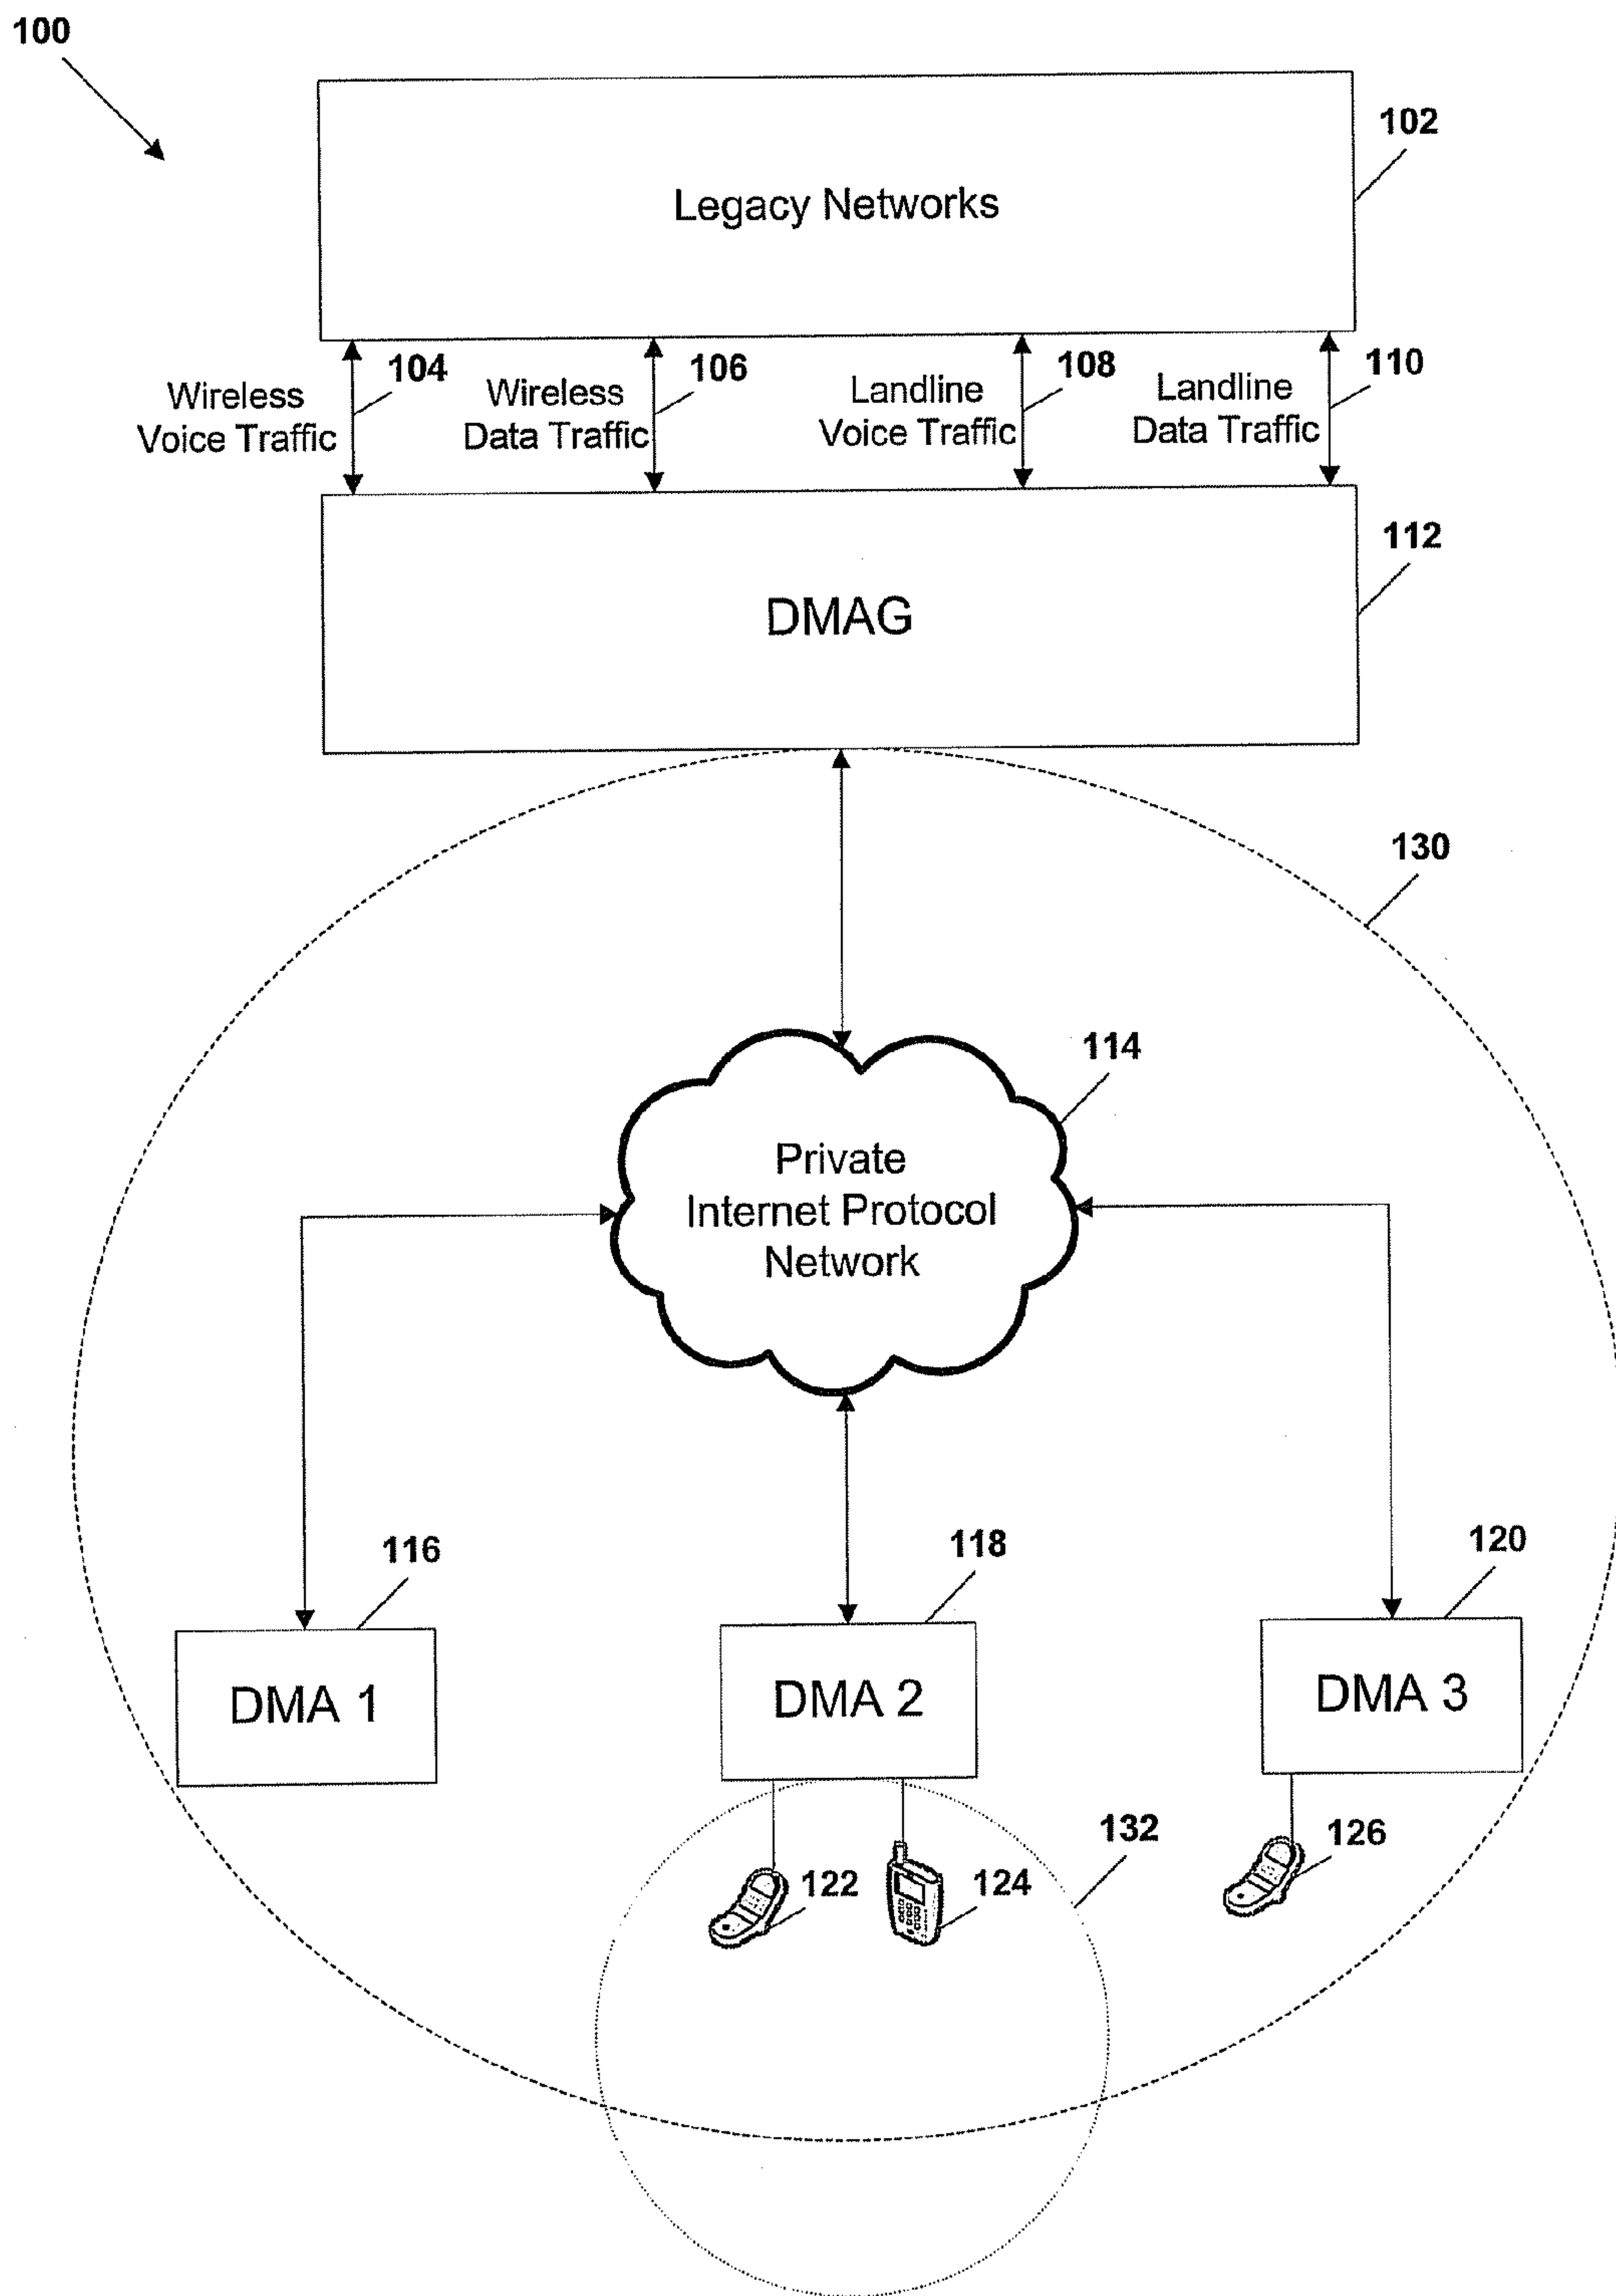 100
102
Legacy Networks
104
106
108
110
Wireless
Voice Traffic
Wireless
Data Traffic
Landline
Voice Traffic
Landline
Data Traffic
112
DMAG
130
114
Private
Internet Protocol
Network
116
118
120
DMA 1
DMA 2
DMA 3
132
122
124
126